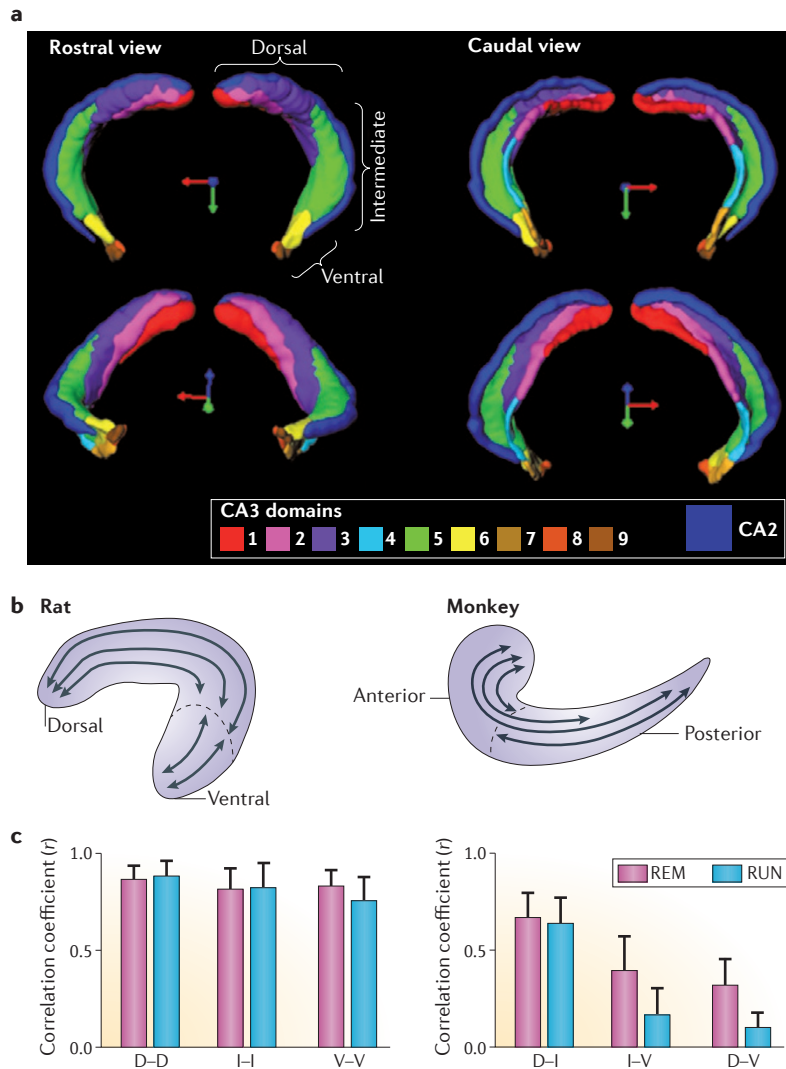 a
Rostral view
Dorsal
Caudal view
Intermediate
Ventral
CA3 domains
1 2 3 4 5 6 7 8 9
CA2
b Rat
Monkey
Dorsal
Ventral
Anterior
Posterior
c
Correlation coefficient (r)
1.0
0.5
0
D–D I–I V–V
Correlation coefficient (r)
1.0
0.5
0
REM RUN
D–I I–V D–V